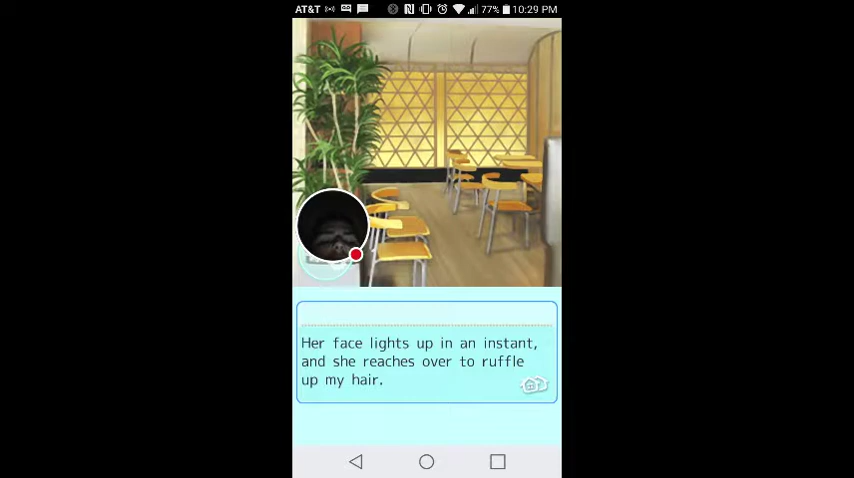 AT&T 77% 10:29 PM
Her face lights up in an instant,
and she reaches over to ruffle
up my hair.